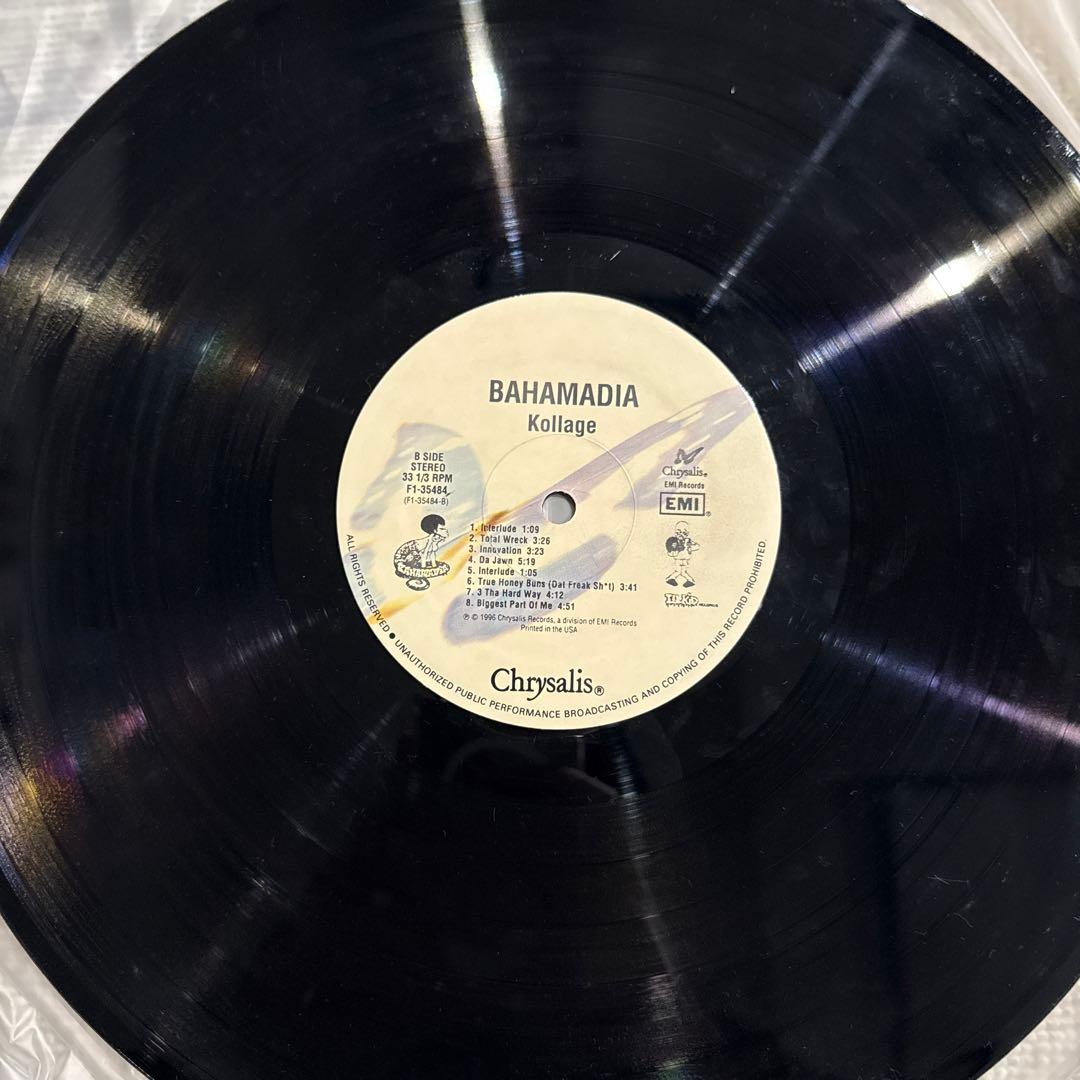 BAHAMADIA
Kollage
B SIDE
STEREO
33 1/3 RPM
F1-35484
(F1-35484-B)
Chrysalis®
EMI Records
EMI®
BAHAMADIA
1. Interlude 1:09
2. Total Wreck 3:26
3. Innovation 3:23
4. Da Jawn 5:19
5. Interlude 1:05
6. True Honey Buns (Dat Freak Sh*t) 3:41
7. 3 Tha Hard Way 4:12
8. Biggest Part Of Me 4:51
℗ © 1996 Chrysalis Records, a division of EMI Records
Printed in the USA
Chrysalis®
ALL RIGHTS RESERVED ● UNAUTHORIZED PUBLIC PERFORMANCE BROADCASTING AND COPYING OF THIS RECORD PROHIBITED.